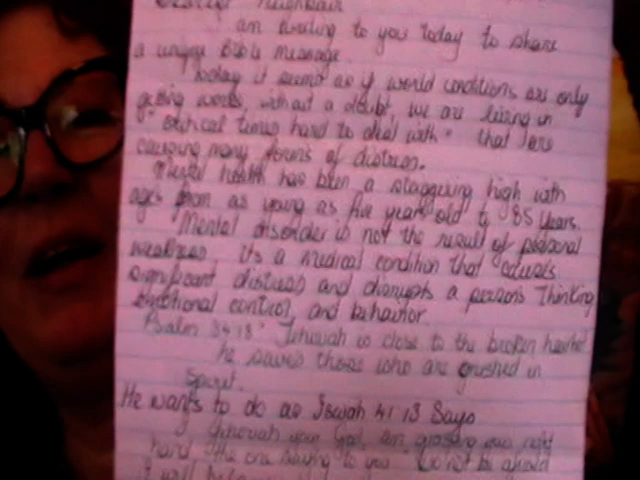 am writing to you today to share
a unique Bible message.
Today it seems as if world conditions are only
getting worse, without a doubt, we are living in
"critical times hard to deal with" that are
causing many forms of distress.
Mental health has been a staggering high with
ages from as young as five years old to 85 years.
"Mental disorder is not the result of personal
weakness its a medical condition that
significant distress and disrupts a person's thinking
emotional control, and behavior
Psalm 34:18 "Jehovah is close to the broken hearted
he saves those who are crushed in
Spirit.
He wants to do as Isaiah 41:13 Says
Jehovah your God, am grasping your right
hand, the one saying to you "Do not be afraid
I will